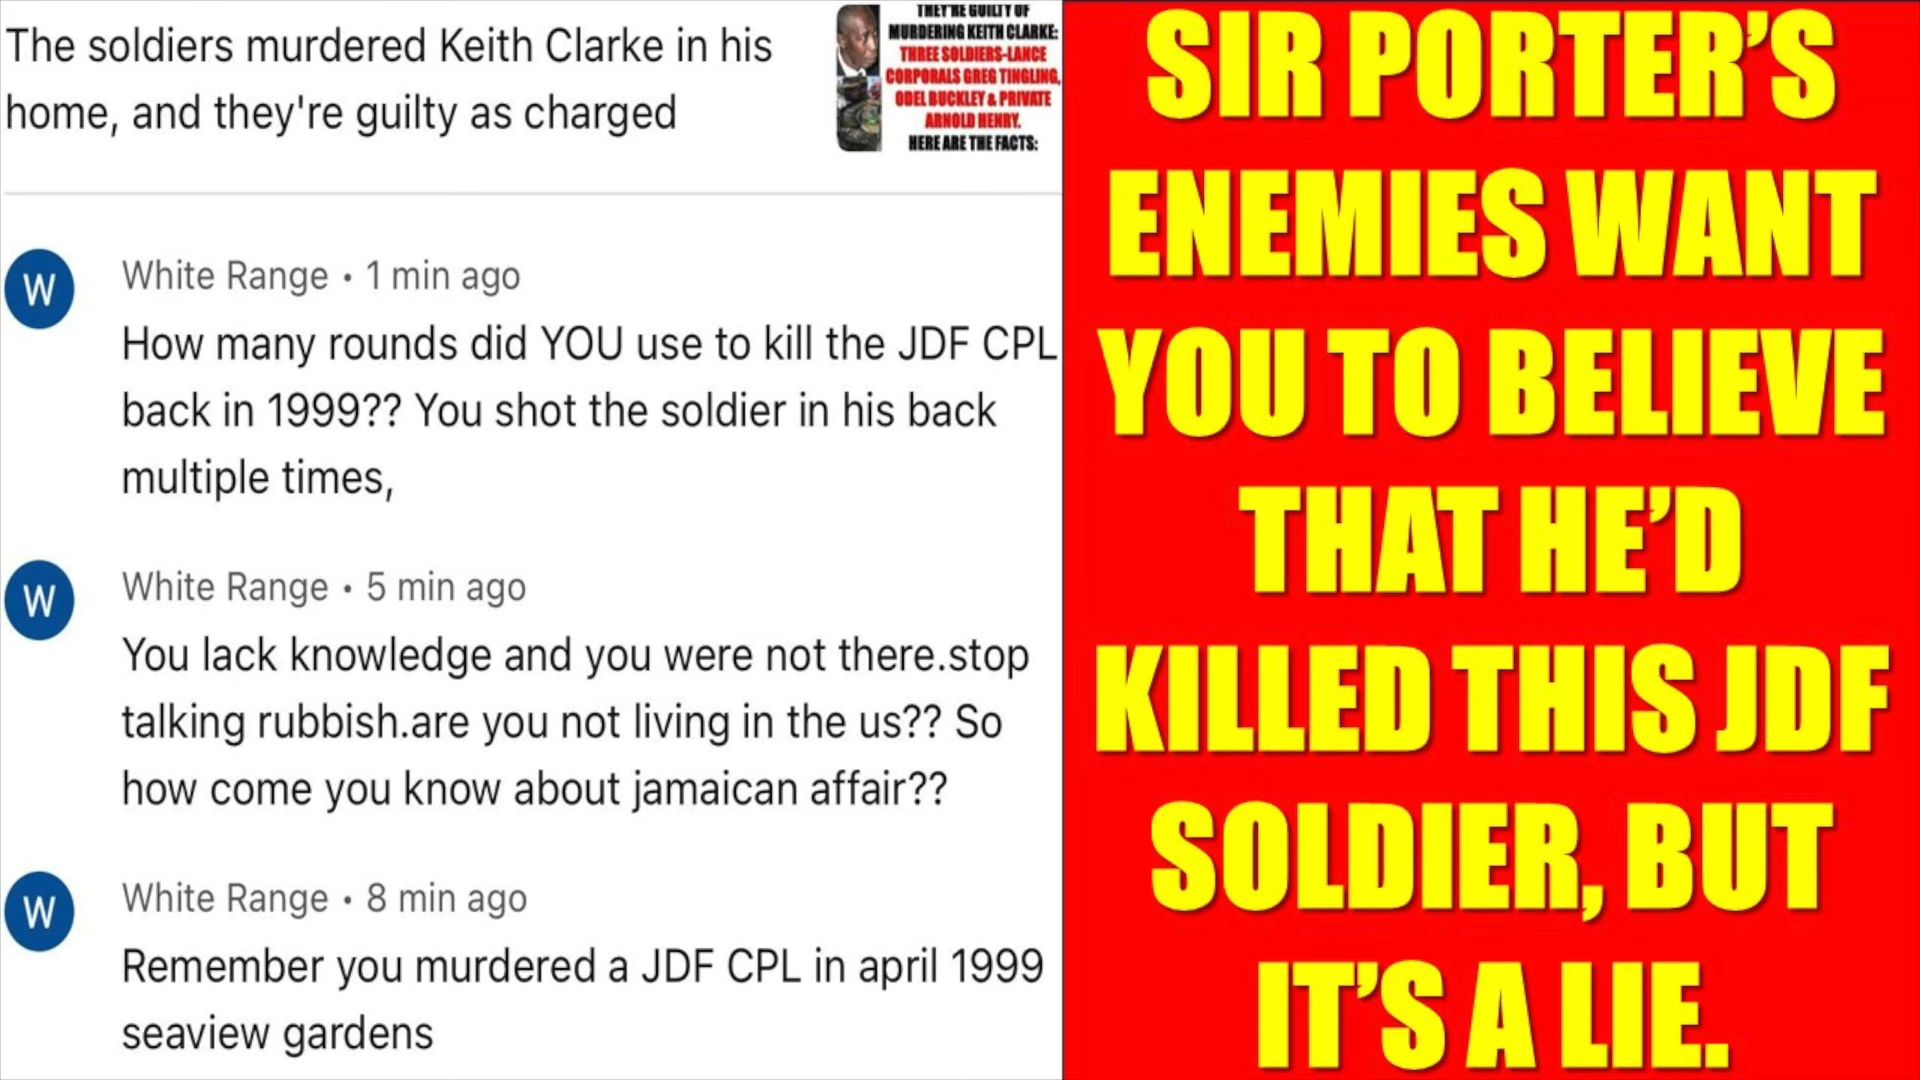 The soldiers murdered Keith Clarke in his
home, and they're guilty as charged
THEY'RE GUILTY OF
MURDERING KEITH CLARKE:
THREE SOLDIERS-LANCE
CORPORALS GREG TINGLING,
ODEL BUCKLEY & PRIVATE
ARNOLD HENRY.
HERE ARE THE FACTS:
W
White Range • 1 min ago
How many rounds did YOU use to kill the JDF CPL
back in 1999?? You shot the soldier in his back
multiple times,
W
White Range • 5 min ago
You lack knowledge and you were not there.stop
talking rubbish.are you not living in the us?? So
how come you know about jamaican affair??
W
White Range • 8 min ago
Remember you murdered a JDF CPL in april 1999
seaview gardens
SIR PORTER'S
ENEMIES WANT
YOU TO BELIEVE
THAT HE'D
KILLED THIS JDF
SOLDIER, BUT
IT'S A LIE.